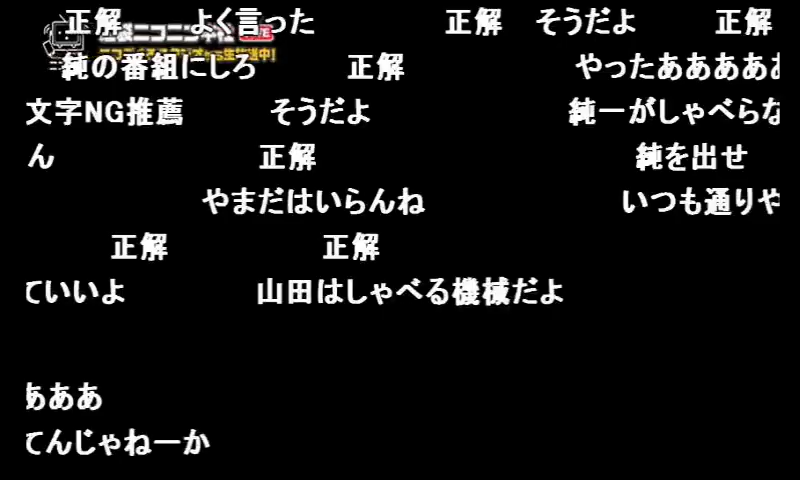 正解 よく言った 正解 そうだよ 正解
純の番組にしろ 正解 やったあああああ
文字NG推薦 そうだよ 純一がしゃべらな
ん 正解 純を出せ
やまだはいらんね いつも通りや
正解 正解
ていいよ 山田はしゃべる機械だよ
あああ
てんじゃねーか